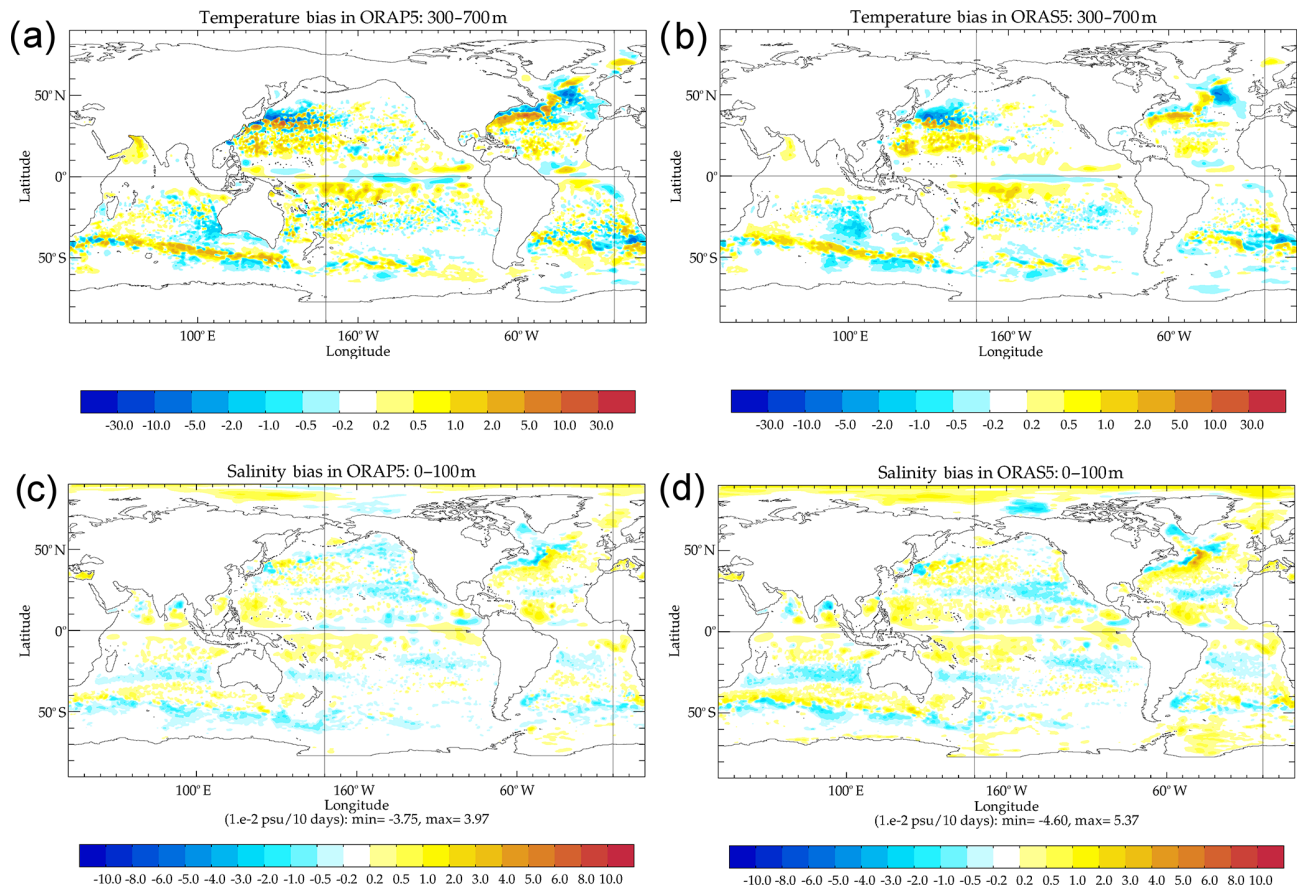 (a)
Temperature bias in ORAP5: 300–700 m
Latitude
50° N
0°
50° S
100° E
160° W
60° W
Longitude
-30.0 -10.0 -5.0 -2.0 -1.0 -0.5 -0.2 0.2 0.5 1.0 2.0 5.0 10.0 30.0
(b)
Temperature bias in ORAS5: 300–700 m
Latitude
50° N
0°
50° S
100° E
160° W
60° W
Longitude
-30.0 -10.0 -5.0 -2.0 -1.0 -0.5 -0.2 0.2 0.5 1.0 2.0 5.0 10.0 30.0
(c)
Salinity bias in ORAP5: 0–100 m
Latitude
50° N
0°
50° S
100° E
160° W
60° W
Longitude
(1.e-2 psu/10 days): min= -3.75, max= 3.97
-10.0 -8.0 -6.0 -4.0 -3.0 -2.0 -1.0 -0.5 -0.2 0.2 0.5 1.0 2.0 3.0 4.0 5.0 6.0 8.0 10.0
(d)
Salinity bias in ORAS5: 0–100 m
Latitude
50° N
0°
50° S
100° E
160° W
60° W
Longitude
(1.e-2 psu/10 days): min= -4.60, max= 5.37
-10.0 -8.0 -6.0 -5.0 -4.0 -3.0 -2.0 -1.0 -0.5 -0.2 0.2 0.5 1.0 2.0 3.0 4.0 5.0 6.0 8.0 10.0